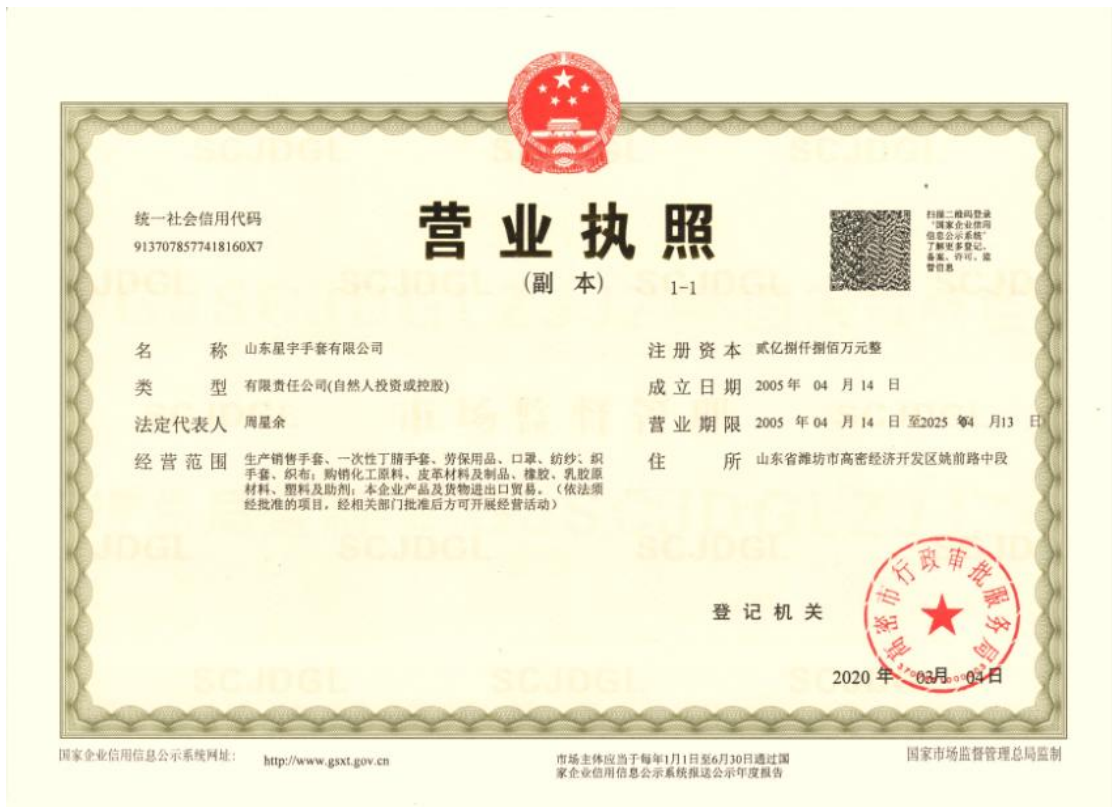 统一社会信用代码
9137078577418160X7
营业执照
(副 本)
1-1
扫描二维码登录
“国家企业信用
信息公示系统”
了解更多登记、
备案、许可、监
管信息
名 称 山东星宇手套有限公司
类 型 有限责任公司(自然人投资或控股)
法定代表人 周星余
经营范围 生产销售手套、一次性丁腈手套、劳保用品、口罩、纺纱、织
手套、织布；购销化工原料、皮革材料及制品、橡胶、乳胶原
材料、塑料及助剂；本企业产品及货物进出口贸易。（依法须
经批准的项目，经相关部门批准后方可开展经营活动）
注册资本 贰亿捌仟捌佰万元整
成立日期 2005 年 04 月 14 日
营业期限 2005 年 04 月 14 日 至2025 年04 月13 日
住 所 山东省潍坊市高密经济开发区姚前路中段
登记机关
高密市行政审批服务局
2020 年 03月 04日
国家企业信用信息公示系统网址：
http://www.gsxt.gov.cn
市场主体应当于每年1月1日至6月30日通过国
家企业信用信息公示系统报送公示年度报告
国家市场监督管理总局监制
SCJDGL